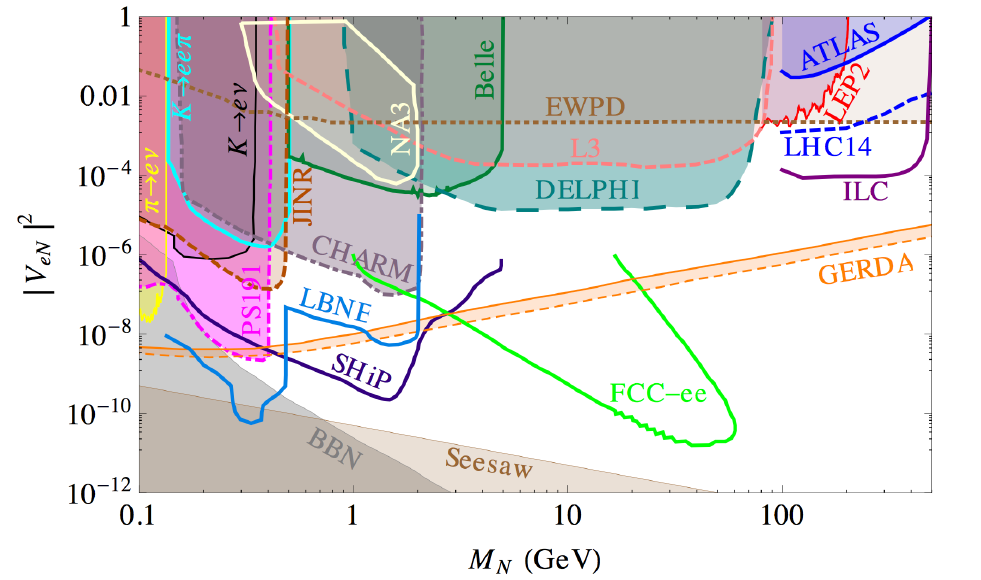 1
0.01
10⁻⁴
10⁻⁶
10⁻⁸
10⁻¹⁰
10⁻¹²
|V_eN|²
0.1
1
10
100
M_N (GeV)
π→eν
K→eeπ
K→eν
PS191
JINR
NA3
CHARM
Belle
EWPD
L3
DELPHI
ATLAS
LEP2
LHC14
ILC
GERDA
LBNE
SHiP
FCC-ee
BBN
Seesaw